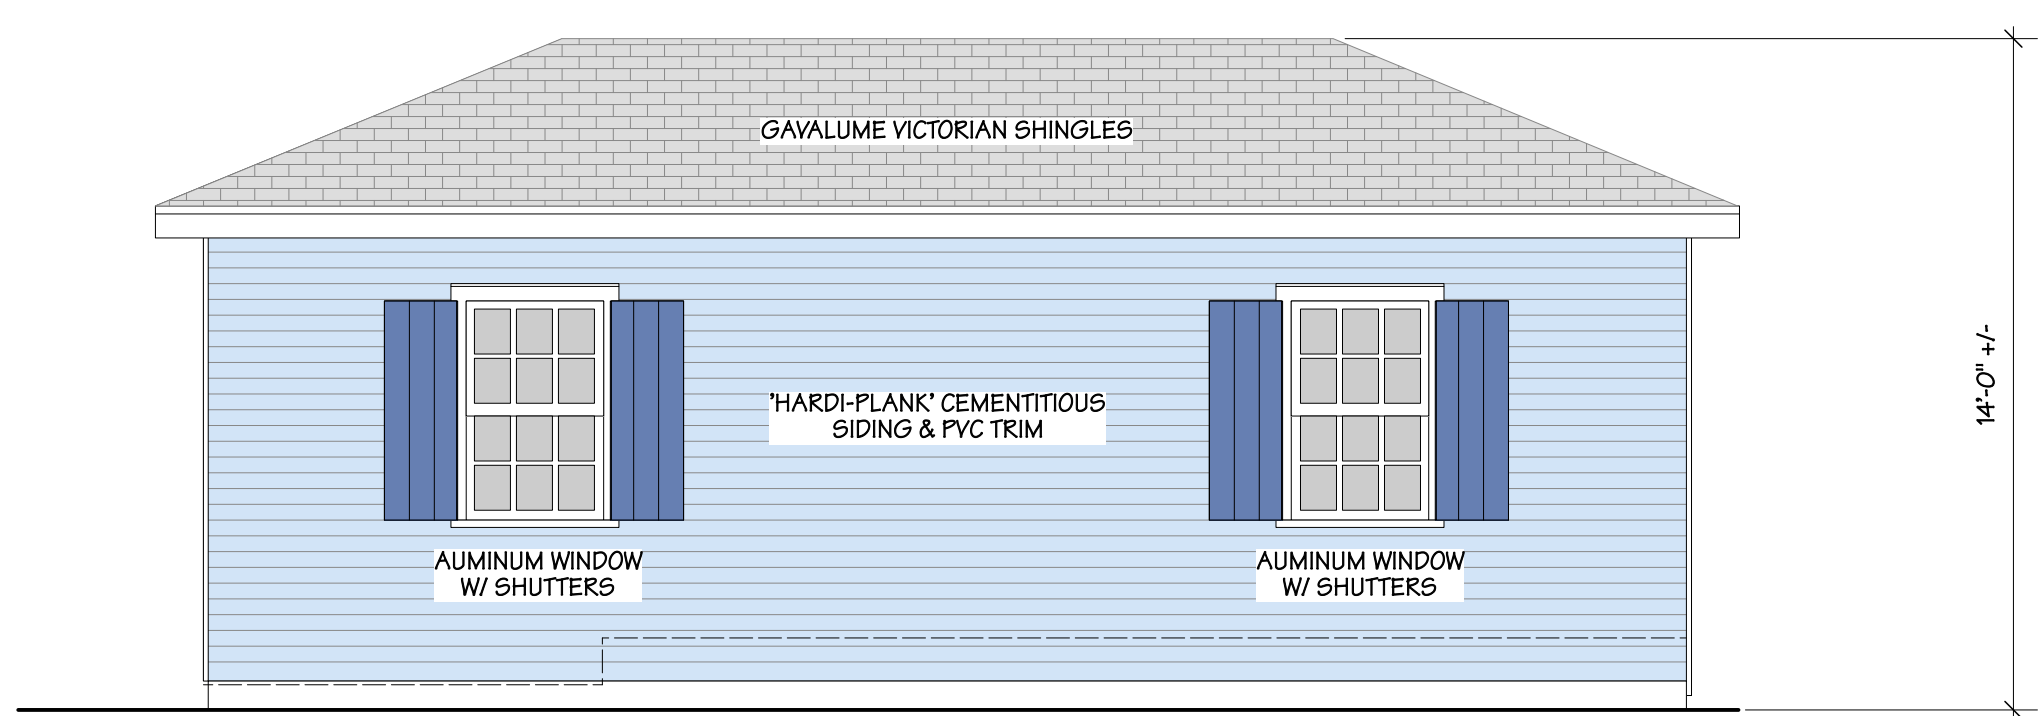 GAVALUME VICTORIAN SHINGLES
'HARDI-PLANK' CEMENTITIOUS
SIDING & PVC TRIM
AUMINUM WINDOW
W/ SHUTTERS
AUMINUM WINDOW
W/ SHUTTERS
14'-0" +/-